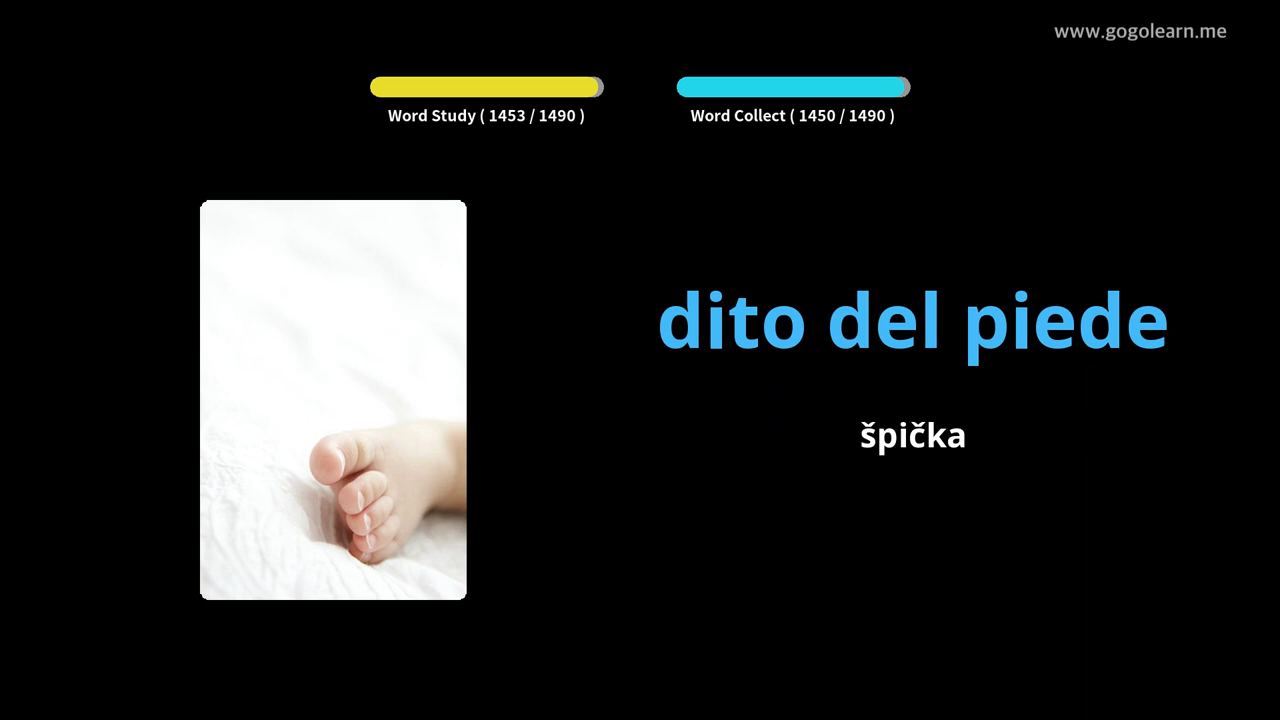 www.gogolearn.me
Word Study ( 1453 / 1490 )
Word Collect ( 1450 / 1490 )
dito del piede
špička